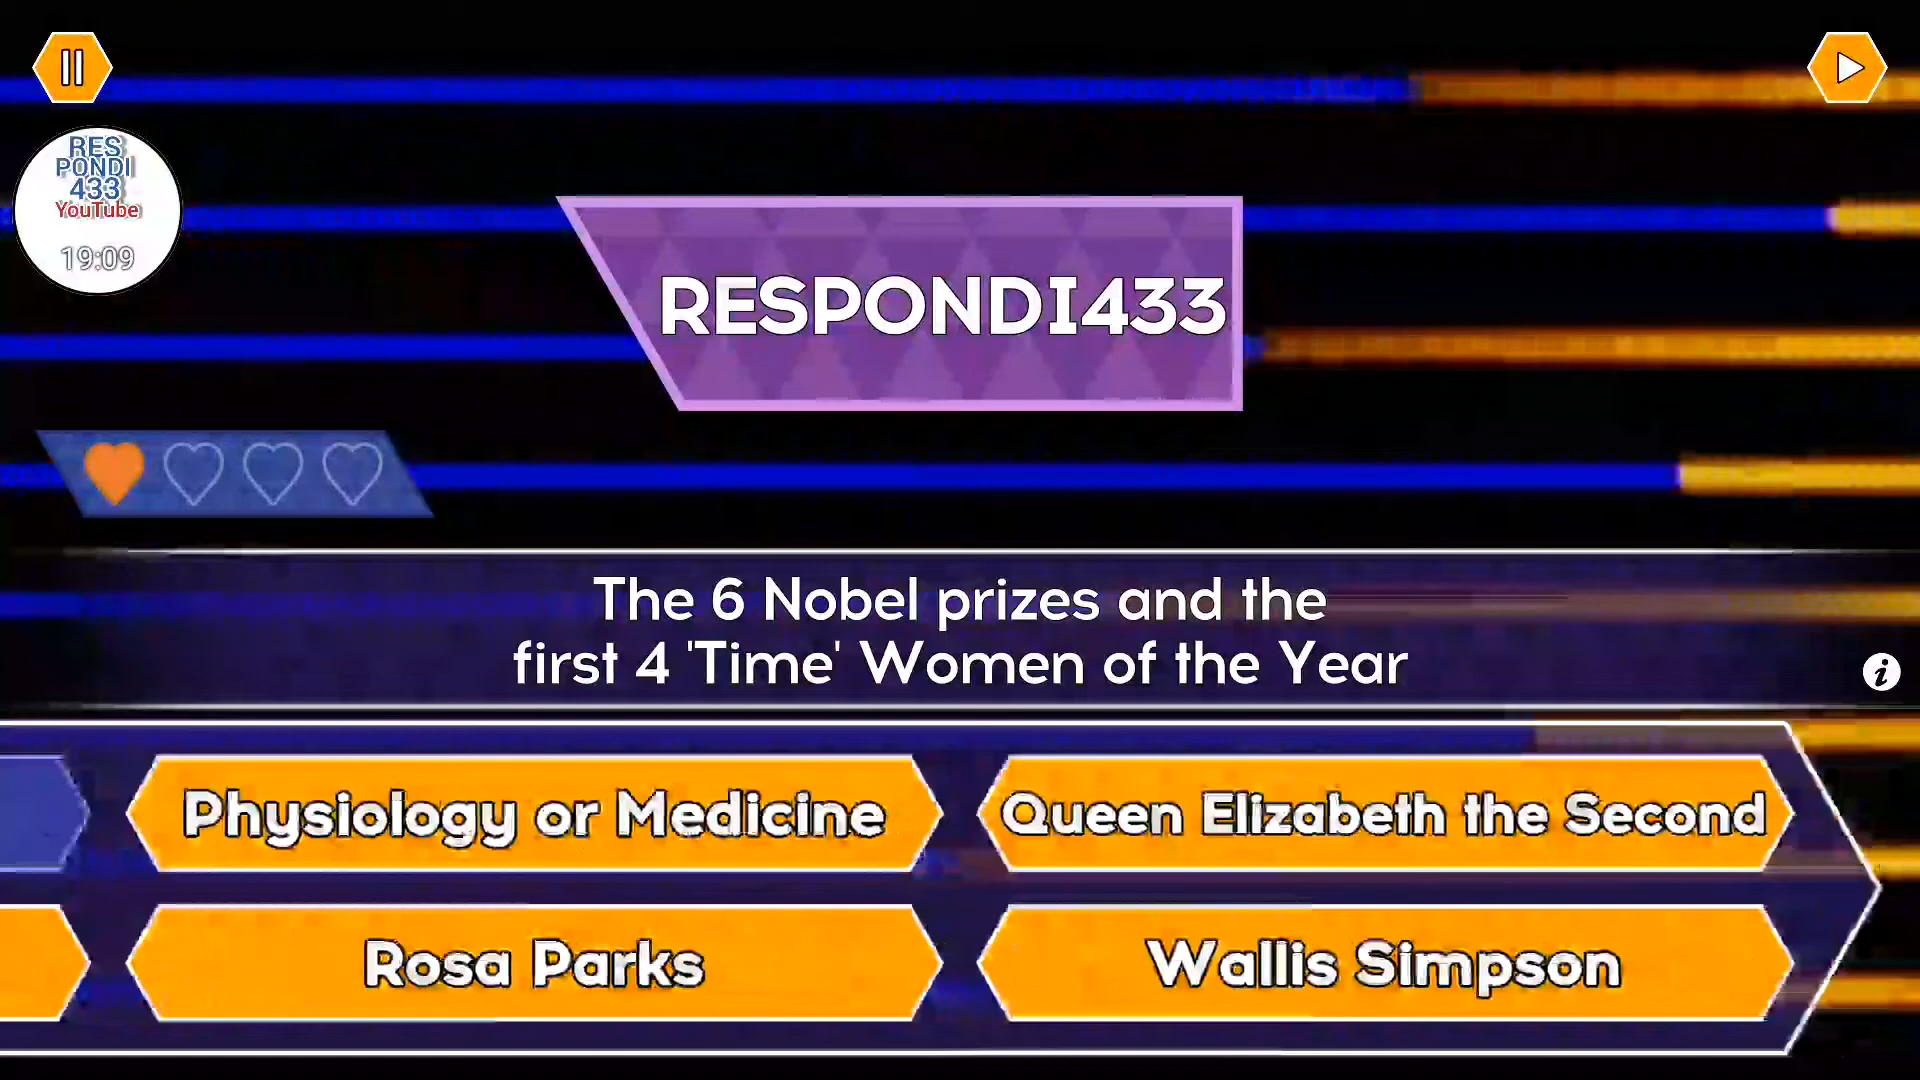 RES
PONDI
433
YouTube
19:09
RESPONDI433
The 6 Nobel prizes and the
first 4 'Time' Women of the Year
Physiology or Medicine
Queen Elizabeth the Second
Rosa Parks
Wallis Simpson